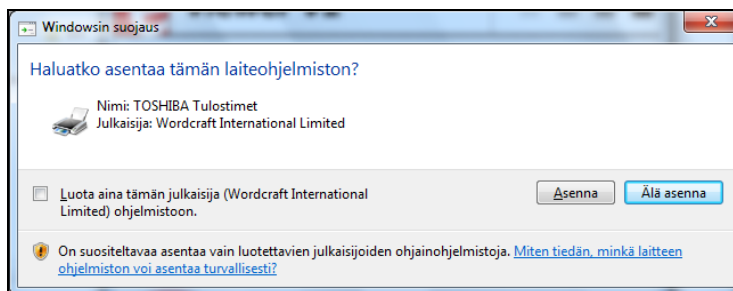 Windowsin suojaus
Haluatko asentaa tämän laiteohjelmiston?
Nimi: TOSHIBA Tulostimet
Julkaisija: Wordcraft International Limited
Luota aina tämän julkaisija (Wordcraft International
Limited) ohjelmistoon.
Asenna
Älä asenna
On suositeltavaa asentaa vain luotettavien julkaisijoiden ohjainohjelmistoja. Miten tiedän, minkä laitteen
ohjelmiston voi asentaa turvallisesti?